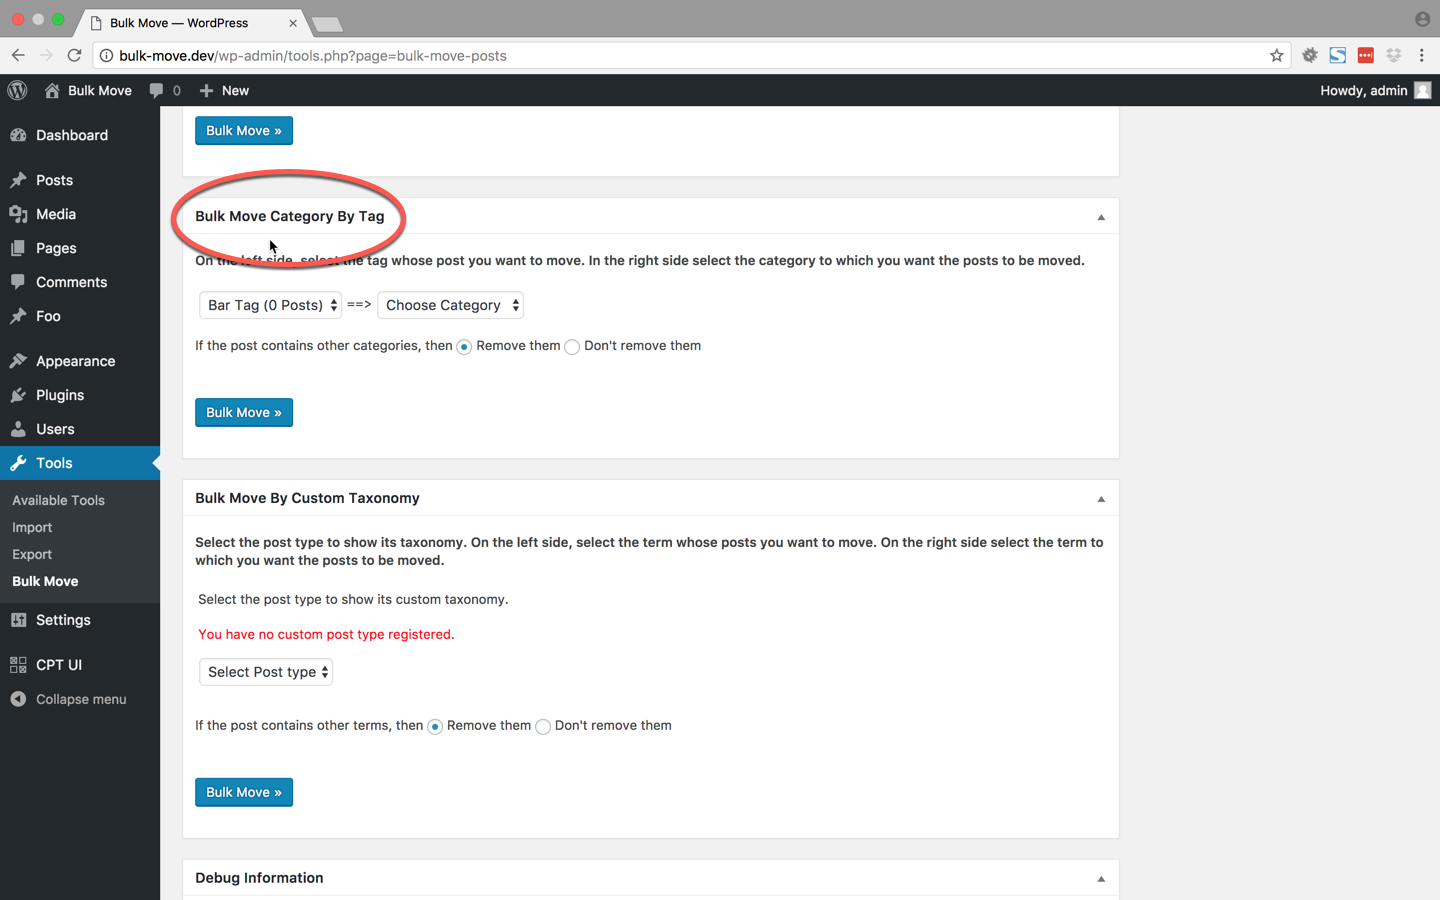 Bulk Move — WordPress
bulk-move.dev/wp-admin/tools.php?page=bulk-move-posts
Bulk Move 0 New Howdy, admin
Dashboard
Posts
Media
Pages
Comments
Foo
Appearance
Plugins
Users
Tools
Available Tools
Import
Export
Bulk Move
Settings
CPT UI
Collapse menu
Bulk Move »
Bulk Move Category By Tag
On the left side, select the tag whose post you want to move. In the right side select the category to which you want the posts to be moved.
Bar Tag (0 Posts) ==> Choose Category
If the post contains other categories, then Remove them Don't remove them
Bulk Move »
Bulk Move By Custom Taxonomy
Select the post type to show its taxonomy. On the left side, select the term whose posts you want to move. On the right side select the term to
which you want the posts to be moved.
Select the post type to show its custom taxonomy.
You have no custom post type registered.
Select Post type
If the post contains other terms, then Remove them Don't remove them
Bulk Move »
Debug Information